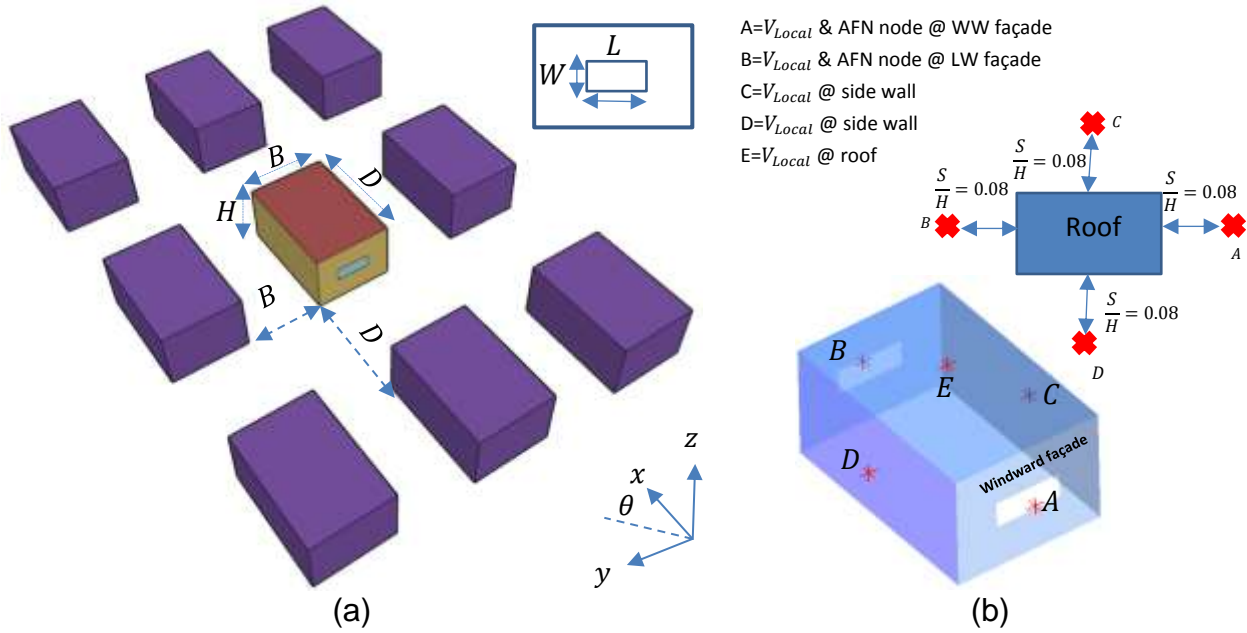 B
D
H
B
D
L
W
x
θ
y
z
(a)
A=V_Local & AFN node @ WW façade
B=V_Local & AFN node @ LW façade
C=V_Local @ side wall
D=V_Local @ side wall
E=V_Local @ roof
C
S/H = 0.08
S/H = 0.08
S/H = 0.08
B
Roof
A
S/H = 0.08
D
B
E
C
D
Windward façade
A
(b)